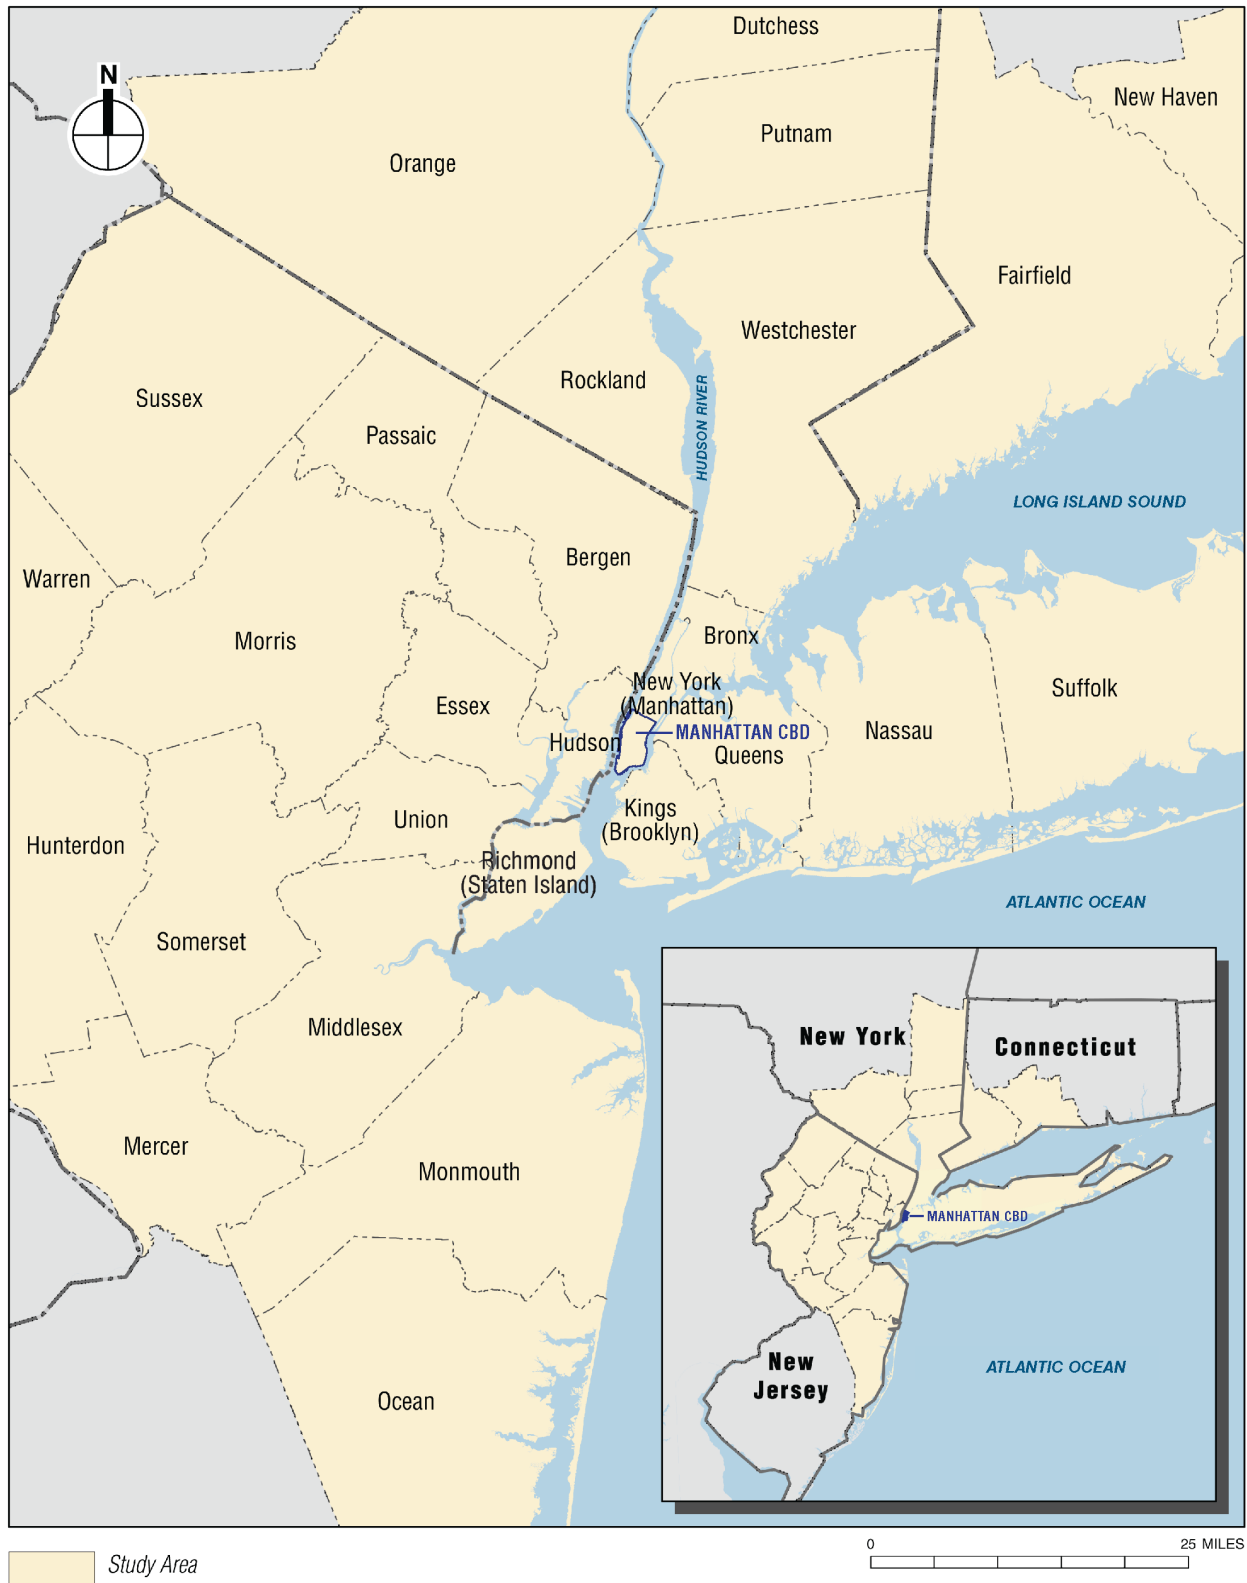 Dutchess
N
New Haven
Putnam
Orange
Fairfield
Westchester
Rockland
HUDSON RIVER
Sussex
Passaic
LONG ISLAND SOUND
Bergen
Warren
Bronx
Morris
New York
(Manhattan)
Suffolk
Essex
MANHATTAN CBD
Nassau
Hudson
Queens
Kings
(Brooklyn)
Union
Hunterdon
Richmond
(Staten Island)
ATLANTIC OCEAN
Somerset
Middlesex
New York
Connecticut
Mercer
Monmouth
MANHATTAN CBD
New
Jersey
ATLANTIC OCEAN
Ocean
0 25 MILES
Study Area